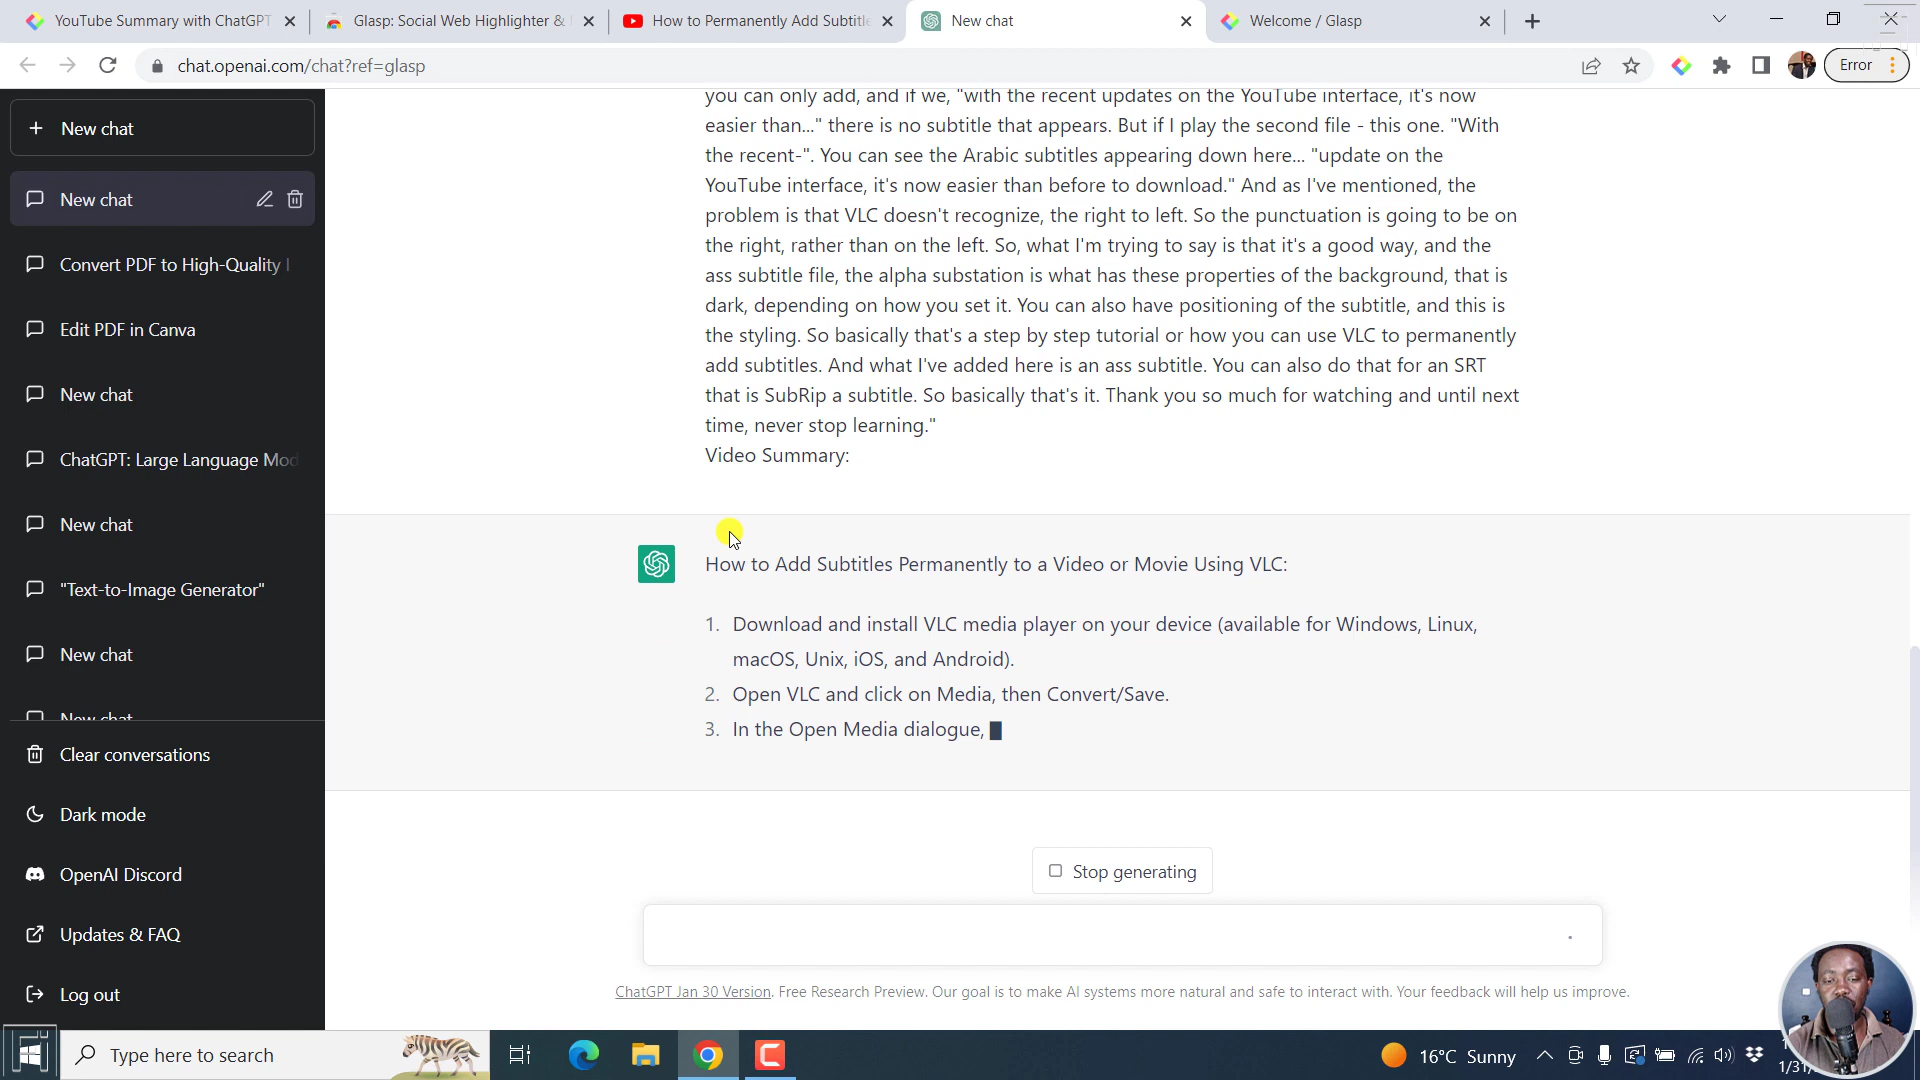 YouTube Summary with ChatGPT
Glasp: Social Web Highlighter &
How to Permanently Add Subtitle
New chat
Welcome / Glasp
chat.openai.com/chat?ref=glasp
Error
New chat
New chat
Convert PDF to High-Quality
Edit PDF in Canva
New chat
ChatGPT: Large Language Mod
New chat
"Text-to-Image Generator"
New chat
New chat
Clear conversations
Dark mode
OpenAI Discord
Updates & FAQ
Log out
you can only add, and if we, "with the recent updates on the YouTube interface, it's now
easier than..." there is no subtitle that appears. But if I play the second file - this one. "With
the recent-". You can see the Arabic subtitles appearing down here... "update on the
YouTube interface, it's now easier than before to download." And as I've mentioned, the
problem is that VLC doesn't recognize, the right to left. So the punctuation is going to be on
the right, rather than on the left. So, what I'm trying to say is that it's a good way, and the
ass subtitle file, the alpha substation is what has these properties of the background, that is
dark, depending on how you set it. You can also have positioning of the subtitle, and this is
the styling. So basically that's a step by step tutorial or how you can use VLC to permanently
add subtitles. And what I've added here is an ass subtitle. You can also do that for an SRT
that is SubRip a subtitle. So basically that's it. Thank you so much for watching and until next
time, never stop learning."
Video Summary:
How to Add Subtitles Permanently to a Video or Movie Using VLC:
1. Download and install VLC media player on your device (available for Windows, Linux,
macOS, Unix, iOS, and Android).
2. Open VLC and click on Media, then Convert/Save.
3. In the Open Media dialogue,
Stop generating
ChatGPT Jan 30 Version. Free Research Preview. Our goal is to make AI systems more natural and safe to interact with. Your feedback will help us improve.
Type here to search
16°C Sunny